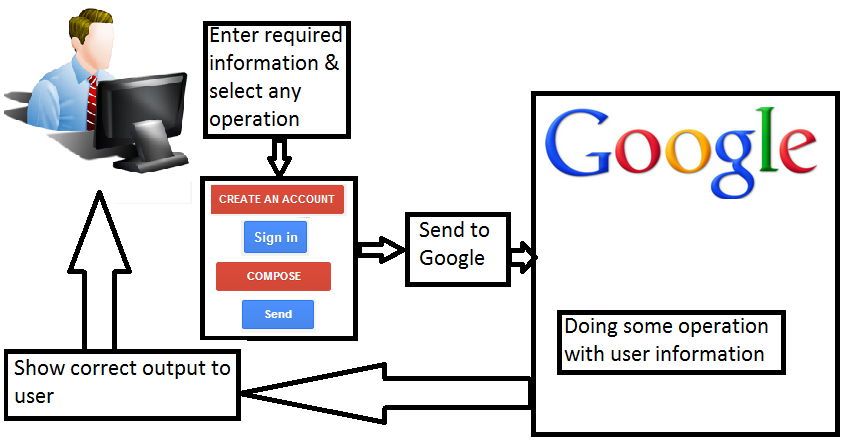 Enter required
information &
select any
operation
CREATE AN ACCOUNT
Sign in
COMPOSE
Send
Send to
Google
Google
Doing some operation
with user information
Show correct output to
user